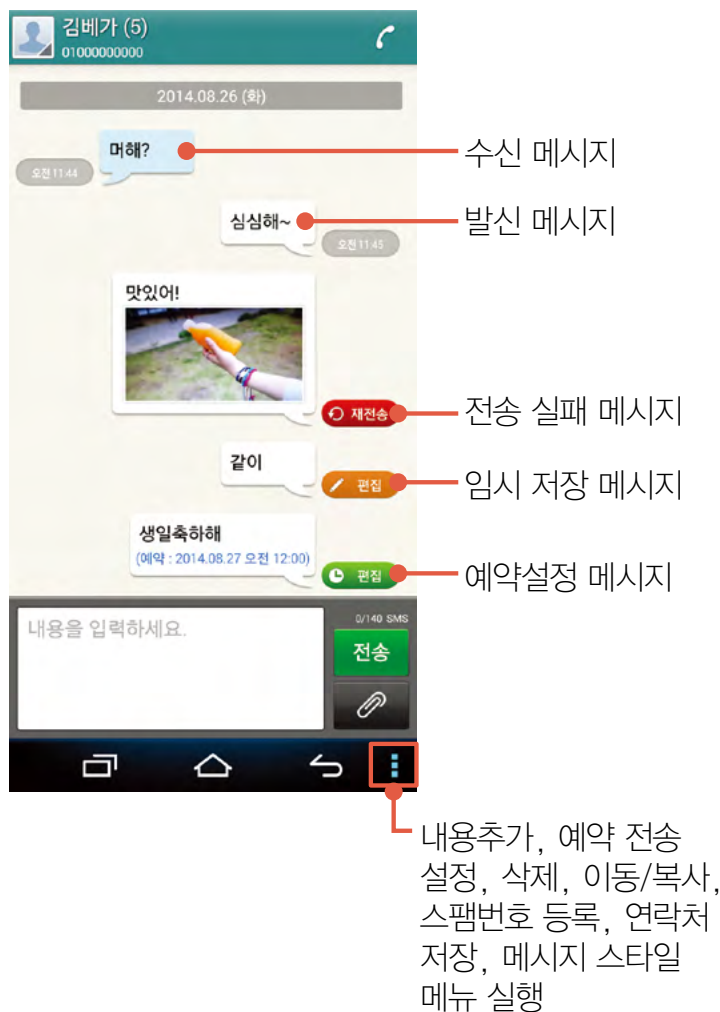 김베가 (5)
01000000000
2014.08.26 (화)
머해?
오전 11:44
수신 메시지
심심해~
오전 11:45
발신 메시지
맛있어!
재전송
전송 실패 메시지
같이
편집
임시 저장 메시지
생일축하해
(예약 : 2014.08.27 오전 12:00)
편집
예약설정 메시지
내용을 입력하세요.
0/140 SMS
전송
내용추가, 예약 전송
설정, 삭제, 이동/복사,
스팸번호 등록, 연락처
저장, 메시지 스타일
메뉴 실행